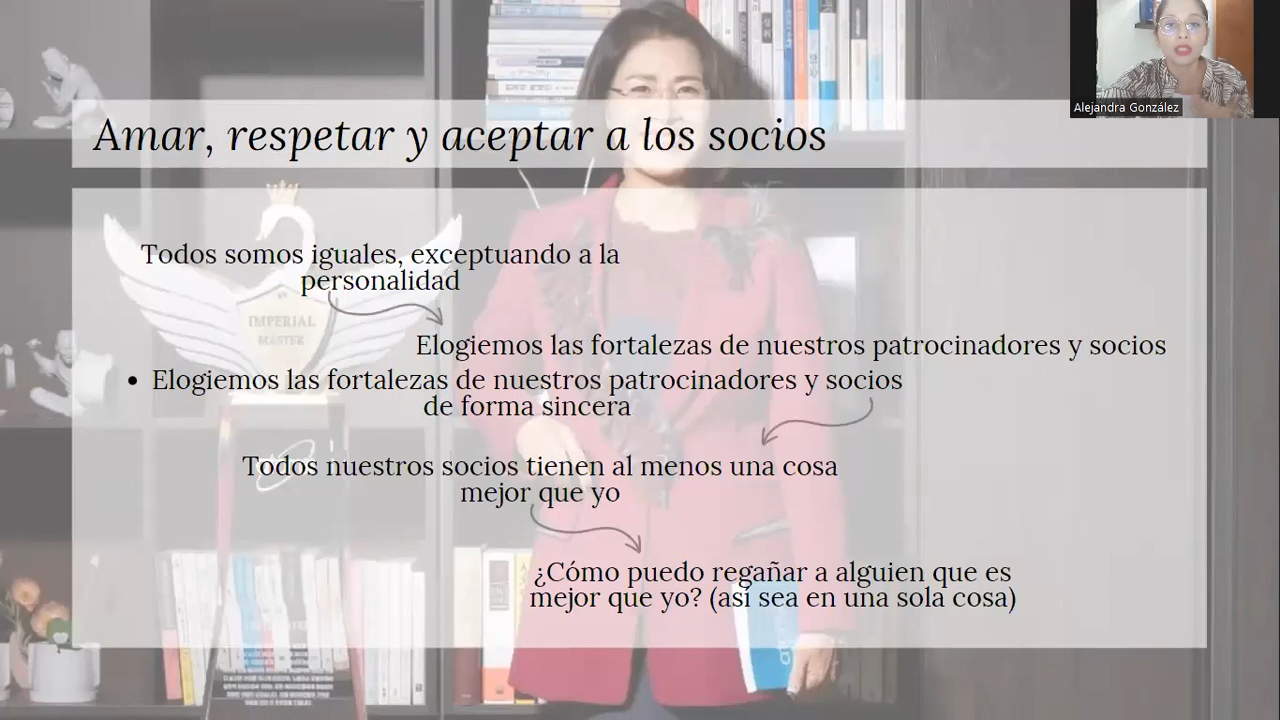 Alejandra González
Amar, respetar y aceptar a los socios
Todos somos iguales, exceptuando a la
personalidad
IMPERIAL
MASTER
Elogiemos las fortalezas de nuestros patrocinadores y socios
• Elogiemos las fortalezas de nuestros patrocinadores y socios
de forma sincera
Todos nuestros socios tienen al menos una cosa
mejor que yo
¿Cómo puedo regañar a alguien que es
mejor que yo? (así sea en una sola cosa)